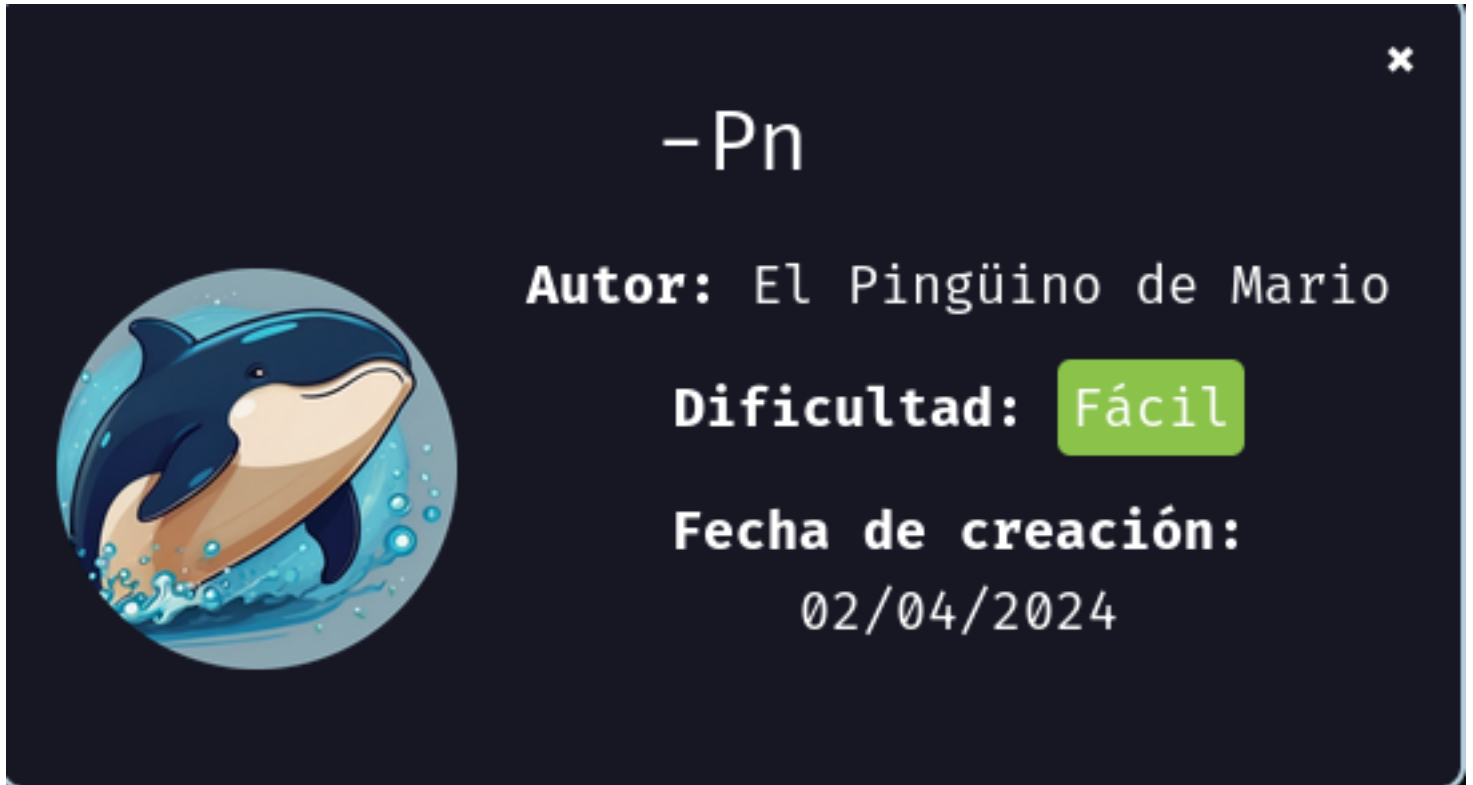 -Pn
Autor: El Pingüino de Mario
Dificultad: Fácil
Fecha de creación:
02/04/2024